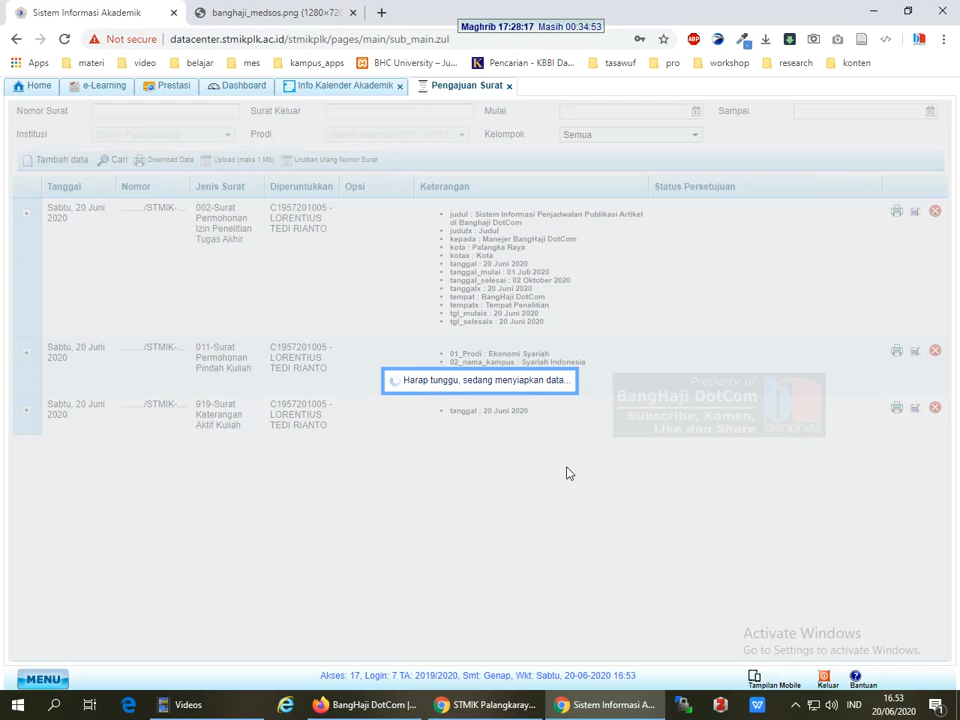 Sistem Informasi Akademik
banghaji_medsos.png (1280×720
Maghrib 17:28:17 Masih 00:34:53
Not secure
datacenter.stmikplk.ac.id/stmikplk/pages/main/sub_main.zul
ABP
Apps
materi
video
belajar
mes
kampus_apps
BHC University – Ju...
Pencarian - KBBI Da...
tasawuf
pro
workshop
research
konten
Home
e-Learning
Prestasi
Dashboard
Info Kalender Akademik
Pengajuan Surat
Nomor Surat
Surat Keluar
Mulai
Sampai
Institusi
STMIK Palangkaraya
Prodi
Kelompok
Semua
Tambah data
Cari
Download Data
Upload (maks 1 Mb)
Urutkan Ulang Nomor Surat
Tanggal
Nomor
Jenis Surat
Diperuntukkan
Opsi
Keterangan
Status Persetujuan
Sabtu, 20 Juni
2020
........./STMIK-...
002-Surat
Permohonan
Izin Penelitian
Tugas Akhir
C1957201005 -
LORENTIUS
TEDI RIANTO
judul : Sistem Informasi Penjadwalan Publikasi Artikel
di Banghaji DotCom
judulx : Judul
kepada : Manejer BangHaji DotCom
kota : Palangka Raya
kotax : Kota
tanggal : 20 Juni 2020
tanggal_mulai : 01 Juli 2020
tanggal_selesai : 02 Oktober 2020
tanggalx : 20 Juni 2020
tempat : BangHaji DotCom
tempatx : Tempat Penelitian
tgl_mulaix : 20 Juni 2020
tgl_selesaix : 20 Juni 2020
Sabtu, 20 Juni
2020
........./STMIK-...
011-Surat
Permohonan
Pindah Kuliah
C1957201005 -
LORENTIUS
TEDI RIANTO
01_Prodi : Ekonomi Syariah
02_nama_kampus : Syariah Indonesia
Harap tunggu, sedang menyiapkan data...
Sabtu, 20 Juni
2020
........./STMIK-...
919-Surat
Keterangan
Aktif Kuliah
C1957201005 -
LORENTIUS
TEDI RIANTO
tanggal : 20 Juni 2020
Property of
BangHaji DotCom
Subscribe, Komen,
Like dan Share
banghaji
Activate Windows
Go to Settings to activate Windows.
MENU
Akses: 17, Login: 7 TA: 2019/2020, Smt: Genap, Wkt: Sabtu, 20-06-2020 16:53
Tampilan Mobile
Keluar
Bantuan
Videos
BangHaji DotCom |...
STMIK Palangkaray...
Sistem Informasi A...
IND
16.53
20/06/2020
1